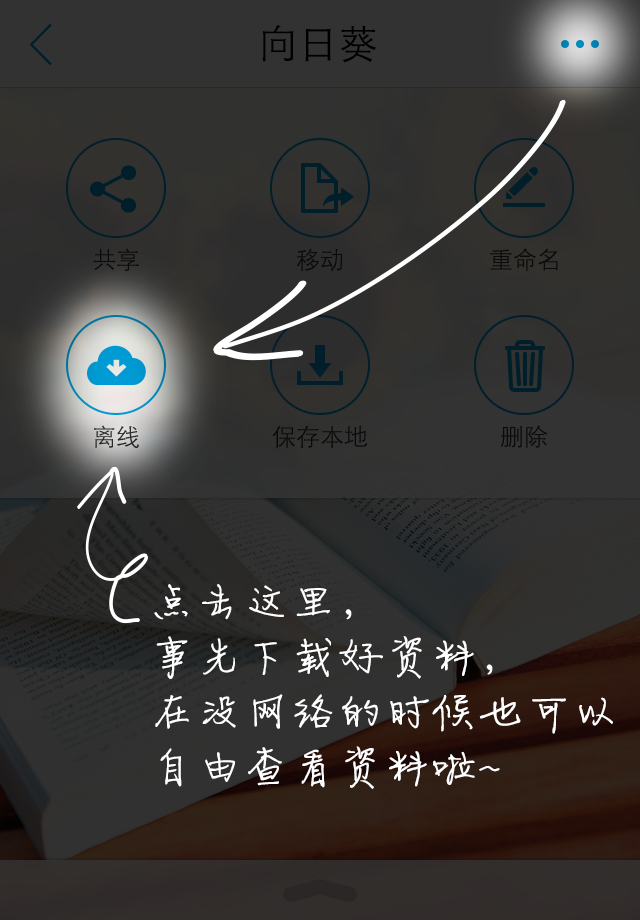 向日葵
共享
移动
重命名
离线
保存本地
删除
点击这里，
事先下载好资料，
在没网络的时候也可以
自由查看资料啦~